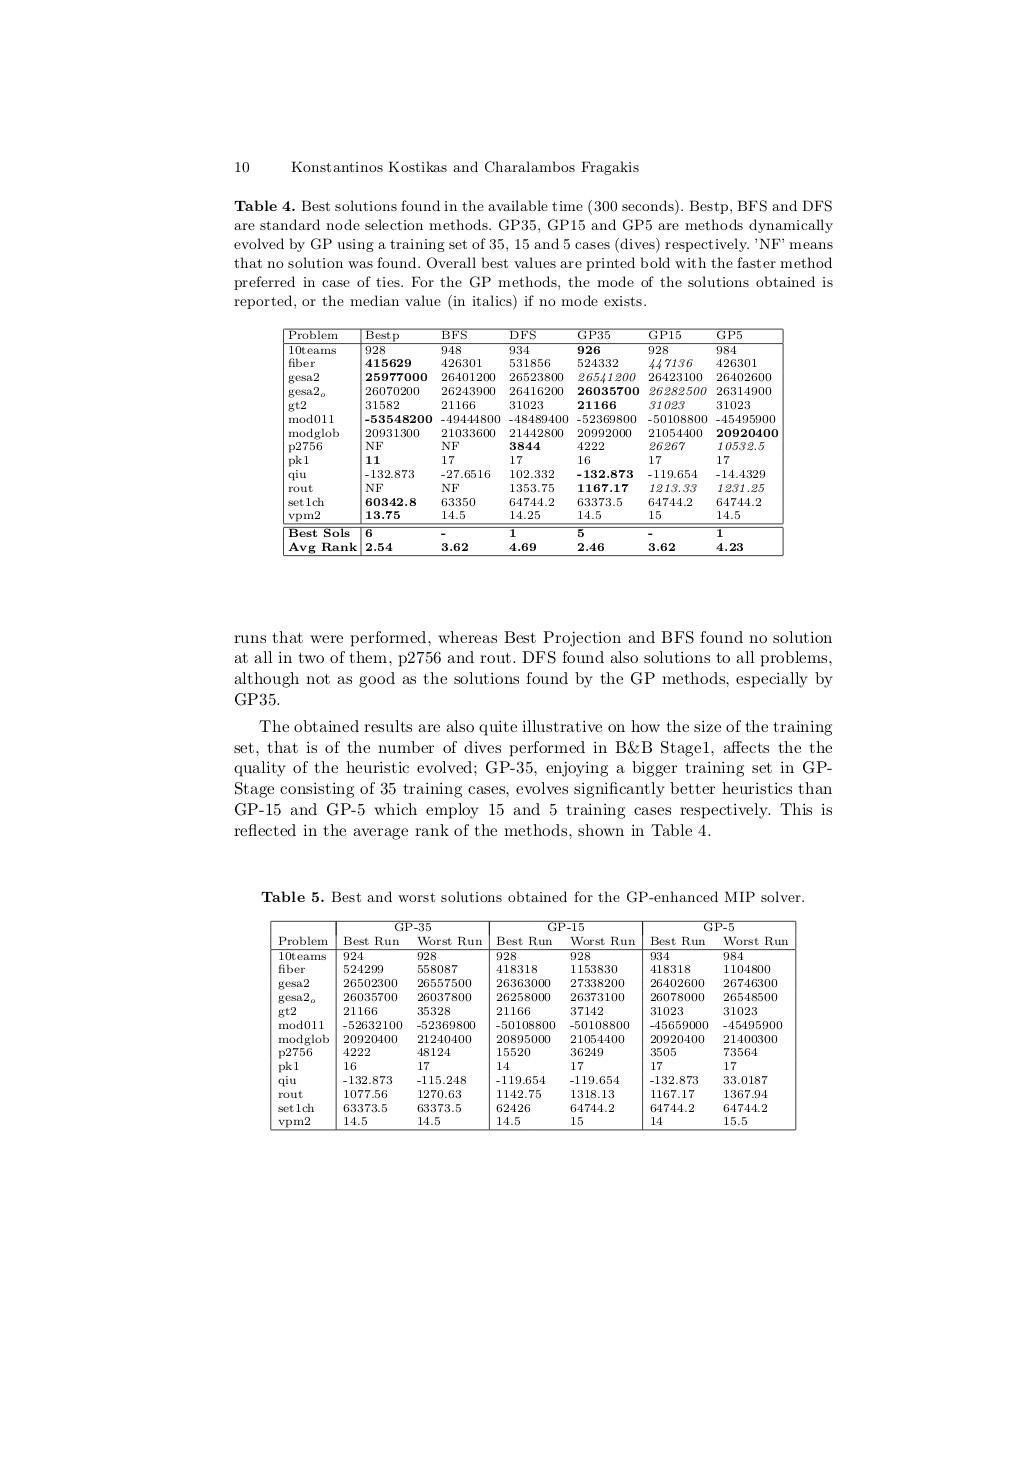 10 Konstantinos Kostikas and Charalambos Fragakis
Table 4. Best solutions found in the available time (300 seconds). Bestp, BFS and DFS
are standard node selection methods. GP35, GP15 and GP5 are methods dynamically
evolved by GP using a training set of 35, 15 and 5 cases (dives) respectively. 'NF' means
that no solution was found. Overall best values are printed bold with the faster method
preferred in case of ties. For the GP methods, the mode of the solutions obtained is
reported, or the median value (in italics) if no mode exists.
Problem Bestp BFS DFS GP35 GP15 GP5
10teams 928 948 934 926 928 984
fiber 415629 426301 531856 524332 447136 426301
gesa2 25977000 26401200 26523800 26541200 26423100 26402600
gesa2o 26070200 26243900 26416200 26035700 26282500 26314900
gt2 31582 21166 31023 21166 31023 31023
mod011 -53548200 -49444800 -48489400 -52369800 -50108800 -45495900
modglob 20931300 21033600 21442800 20992000 21054400 20920400
p2756 NF NF 3844 4222 26267 10532.5
pk1 11 17 17 16 17 17
qiu -132.873 -27.6516 102.332 -132.873 -119.654 -14.4329
rout NF NF 1353.75 1167.17 1213.33 1231.25
set1ch 60342.8 63350 64744.2 63373.5 64744.2 64744.2
vpm2 13.75 14.5 14.25 14.5 15 14.5
Best Sols 6 - 1 5 - 1
Avg Rank 2.54 3.62 4.69 2.46 3.62 4.23
runs that were performed, whereas Best Projection and BFS found no solution
at all in two of them, p2756 and rout. DFS found also solutions to all problems,
although not as good as the solutions found by the GP methods, especially by
GP35.
The obtained results are also quite illustrative on how the size of the training
set, that is of the number of dives performed in B&B Stage1, affects the the
quality of the heuristic evolved; GP-35, enjoying a bigger training set in GP-
Stage consisting of 35 training cases, evolves significantly better heuristics than
GP-15 and GP-5 which employ 15 and 5 training cases respectively. This is
reflected in the average rank of the methods, shown in Table 4.
Table 5. Best and worst solutions obtained for the GP-enhanced MIP solver.
GP-35 GP-15 GP-5
Problem Best Run Worst Run Best Run Worst Run Best Run Worst Run
10teams 924 928 928 928 934 984
fiber 524299 558087 418318 1153830 418318 1104800
gesa2 26502300 26557500 26363000 27338200 26402600 26746300
gesa2o 26035700 26037800 26258000 26373100 26078000 26548500
gt2 21166 35328 21166 37142 31023 31023
mod011 -52632100 -52369800 -50108800 -50108800 -45659000 -45495900
modglob 20920400 21240400 20895000 21054400 20920400 21400300
p2756 4222 48124 15520 36249 3505 73564
pk1 16 17 14 17 17 17
qiu -132.873 -115.248 -119.654 -119.654 -132.873 33.0187
rout 1077.56 1270.63 1142.75 1318.13 1167.17 1367.94
set1ch 63373.5 63373.5 62426 64744.2 64744.2 64744.2
vpm2 14.5 14.5 14.5 15 14 15.5